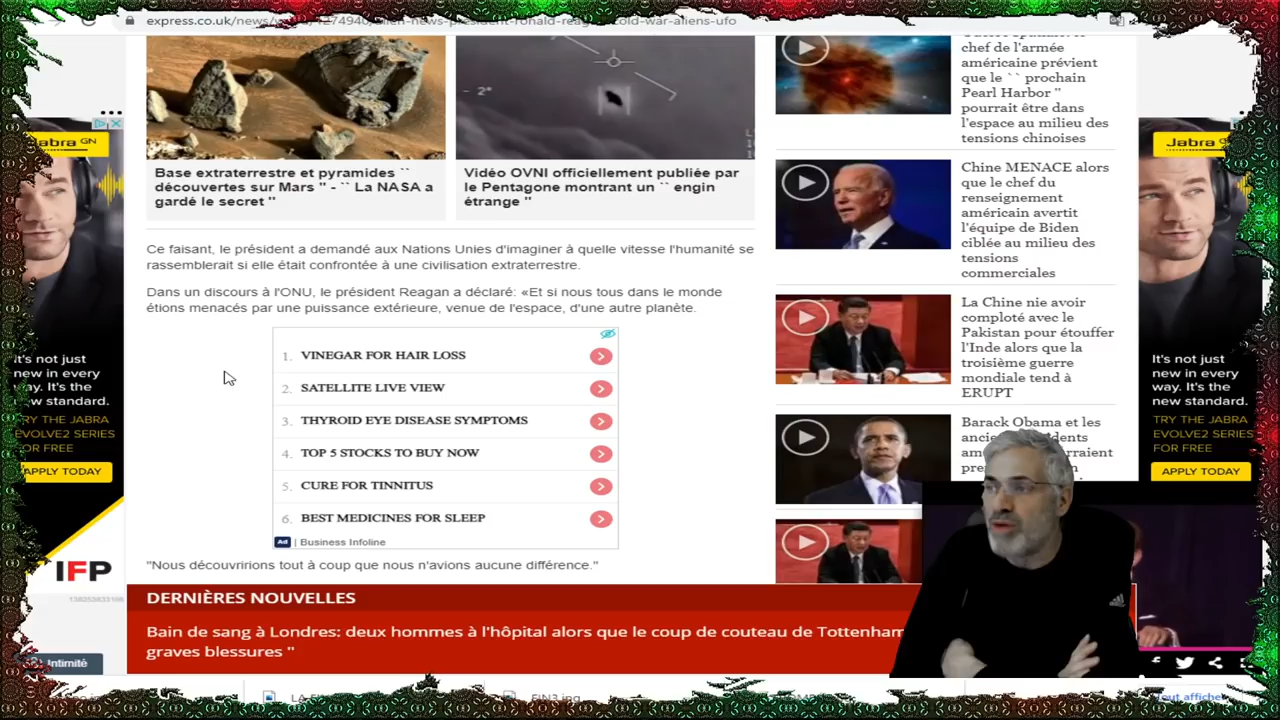 express.co.uk/news/
1274940/
alien-news-president-ronald-reag
cold-war-aliens-ufo
Base extraterrestre et pyramides ``
découvertes sur Mars '' - `` La NASA a
gardé le secret ''
Vidéo OVNI officiellement publiée par
le Pentagone montrant un `` engin
étrange ''
Ce faisant, le président a demandé aux Nations Unies d'imaginer à quelle vitesse l'humanité se
rassemblerait si elle était confrontée à une civilisation extraterrestre.
Dans un discours à l'ONU, le président Reagan a déclaré: «Et si nous tous dans le monde
étions menacés par une puissance extérieure, venue de l'espace, d'une autre planète.
1. VINEGAR FOR HAIR LOSS
2. SATELLITE LIVE VIEW
3. THYROID EYE DISEASE SYMPTOMS
4. TOP 5 STOCKS TO BUY NOW
5. CURE FOR TINNITUS
6. BEST MEDICINES FOR SLEEP
Ad | Business Infoline
"Nous découvririons tout à coup que nous n'avions aucune différence."
DERNIÈRES NOUVELLES
Bain de sang à Londres: deux hommes à l'hôpital alors que le coup de couteau de Tottenham
graves blessures ''
chef de l'armée
américaine prévient
que le `` prochain
Pearl Harbor ''
pourrait être dans
l'espace au milieu des
tensions chinoises
Chine MENACE alors
que le chef du
renseignement
américain avertit
l'équipe de Biden
ciblée au milieu des
tensions
commerciales
La Chine nie avoir
comploté avec le
Pakistan pour étouffer
l'Inde alors que la
troisième guerre
mondiale tend à
ERUPT
Barack Obama et les
Jabra GN
It's not just
new in every
way. It's the
new standard.
TRY THE JABRA
EVOLVE2 SERIES
FOR FREE
APPLY TODAY
IFP
Intimité
Jabra
It's not just
new in every
way. It's the
new standard.
TRY THE JABRA
EVOLVE2 SERIES
FOR FREE
APPLY TODAY
FIN3.jpg
Tout affiche